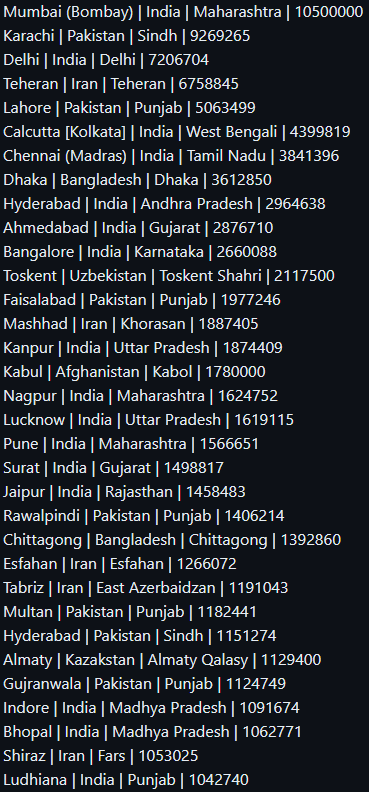 Mumbai (Bombay) | India | Maharashtra | 10500000
Karachi | Pakistan | Sindh | 9269265
Delhi | India | Delhi | 7206704
Teheran | Iran | Teheran | 6758845
Lahore | Pakistan | Punjab | 5063499
Calcutta [Kolkata] | India | West Bengali | 4399819
Chennai (Madras) | India | Tamil Nadu | 3841396
Dhaka | Bangladesh | Dhaka | 3612850
Hyderabad | India | Andhra Pradesh | 2964638
Ahmedabad | India | Gujarat | 2876710
Bangalore | India | Karnataka | 2660088
Toskent | Uzbekistan | Toskent Shahri | 2117500
Faisalabad | Pakistan | Punjab | 1977246
Mashhad | Iran | Khorasan | 1887405
Kanpur | India | Uttar Pradesh | 1874409
Kabul | Afghanistan | Kabol | 1780000
Nagpur | India | Maharashtra | 1624752
Lucknow | India | Uttar Pradesh | 1619115
Pune | India | Maharashtra | 1566651
Surat | India | Gujarat | 1498817
Jaipur | India | Rajasthan | 1458483
Rawalpindi | Pakistan | Punjab | 1406214
Chittagong | Bangladesh | Chittagong | 1392860
Esfahan | Iran | Esfahan | 1266072
Tabriz | Iran | East Azerbaidzan | 1191043
Multan | Pakistan | Punjab | 1182441
Hyderabad | Pakistan | Sindh | 1151274
Almaty | Kazakstan | Almaty Qalasy | 1129400
Gujranwala | Pakistan | Punjab | 1124749
Indore | India | Madhya Pradesh | 1091674
Bhopal | India | Madhya Pradesh | 1062771
Shiraz | Iran | Fars | 1053025
Ludhiana | India | Punjab | 1042740